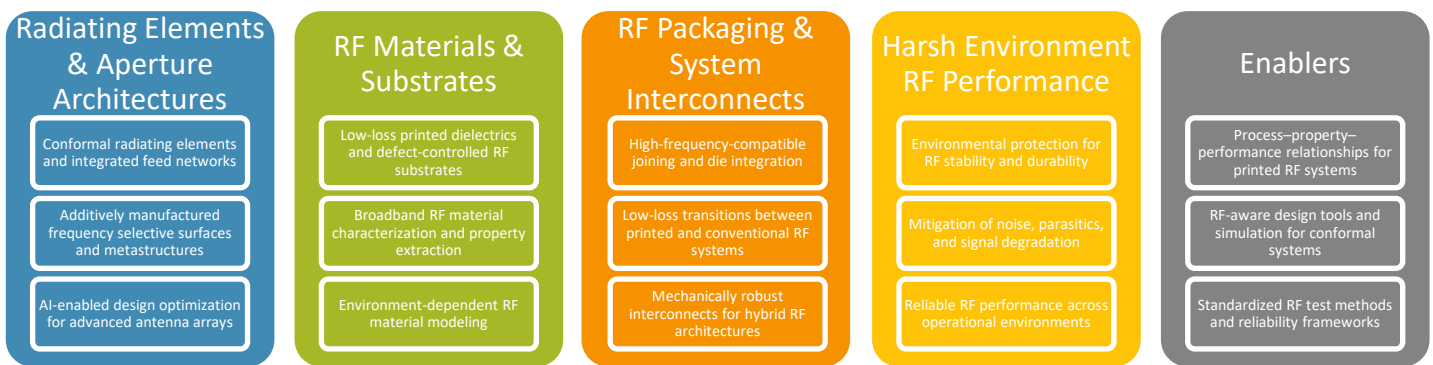 Radiating Elements
& Aperture
Architectures
Conformal radiating elements
and integrated feed networks
Additively manufactured
frequency selective surfaces
and metastructures
AI-enabled design optimization
for advanced antenna arrays
RF Materials &
Substrates
Low-loss printed dielectrics
and defect-controlled RF
substrates
Broadband RF material
characterization and property
extraction
Environment-dependent RF
material modeling
RF Packaging &
System
Interconnects
High-frequency-compatible
joining and die integration
Low-loss transitions between
printed and conventional RF
systems
Mechanically robust
interconnects for hybrid RF
architectures
Harsh Environment
RF Performance
Environmental protection for
RF stability and durability
Mitigation of noise, parasitics,
and signal degradation
Reliable RF performance across
operational environments
Enablers
Process–property–
performance relationships for
printed RF systems
RF-aware design tools and
simulation for conformal
systems
Standardized RF test methods
and reliability frameworks